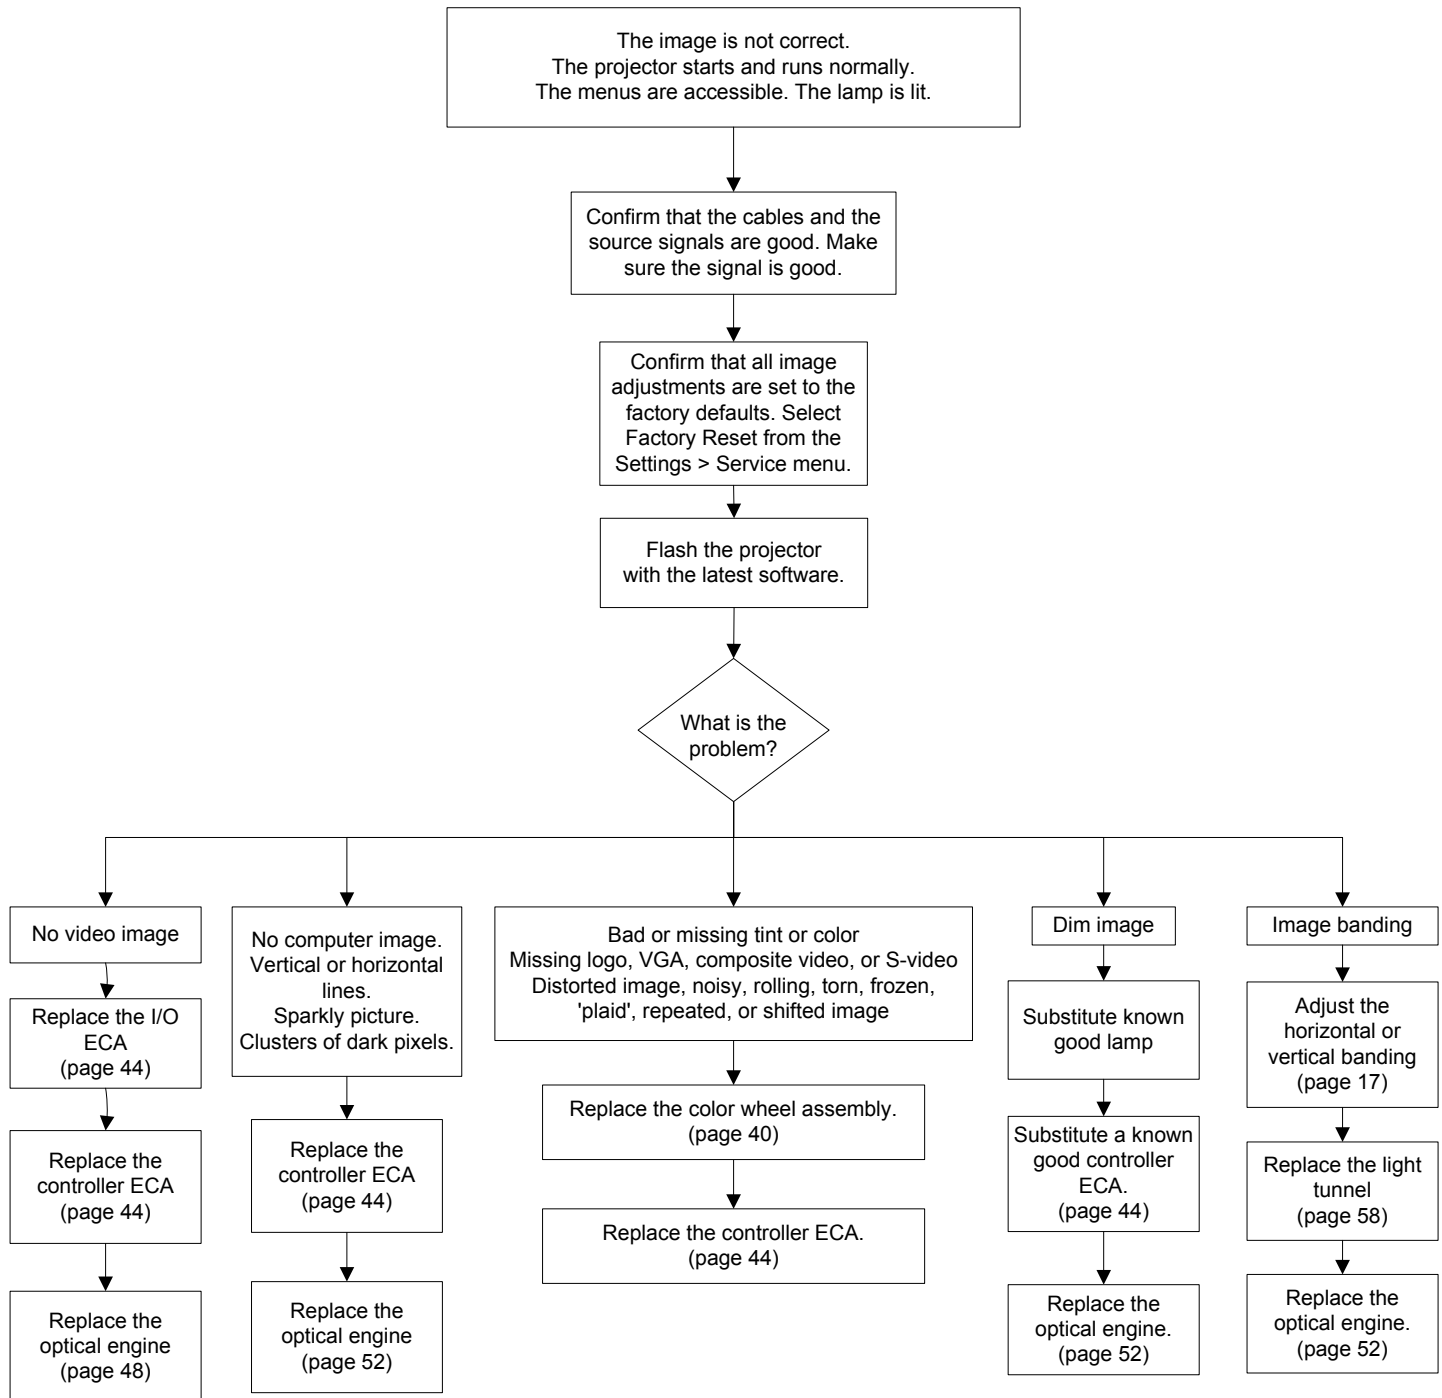 The image is not correct.
The projector starts and runs normally.
The menus are accessible. The lamp is lit.
Confirm that the cables and the
source signals are good. Make
sure the signal is good.
Confirm that all image
adjustments are set to the
factory defaults. Select
Factory Reset from the
Settings > Service menu.
Flash the projector
with the latest software.
What is the
problem?
No video image
Replace the I/O
ECA
(page 44)
Replace the
controller ECA
(page 44)
Replace the
optical engine
(page 48)
No computer image.
Vertical or horizontal
lines.
Sparkly picture.
Clusters of dark pixels.
Replace the
controller ECA
(page 44)
Replace the
optical engine
(page 52)
Bad or missing tint or color
Missing logo, VGA, composite video, or S-video
Distorted image, noisy, rolling, torn, frozen,
'plaid', repeated, or shifted image
Replace the color wheel assembly.
(page 40)
Replace the controller ECA.
(page 44)
Dim image
Substitute known
good lamp
Substitute a known
good controller
ECA.
(page 44)
Replace the
optical engine.
(page 52)
Image banding
Adjust the
horizontal or
vertical banding
(page 17)
Replace the light
tunnel
(page 58)
Replace the
optical engine.
(page 52)